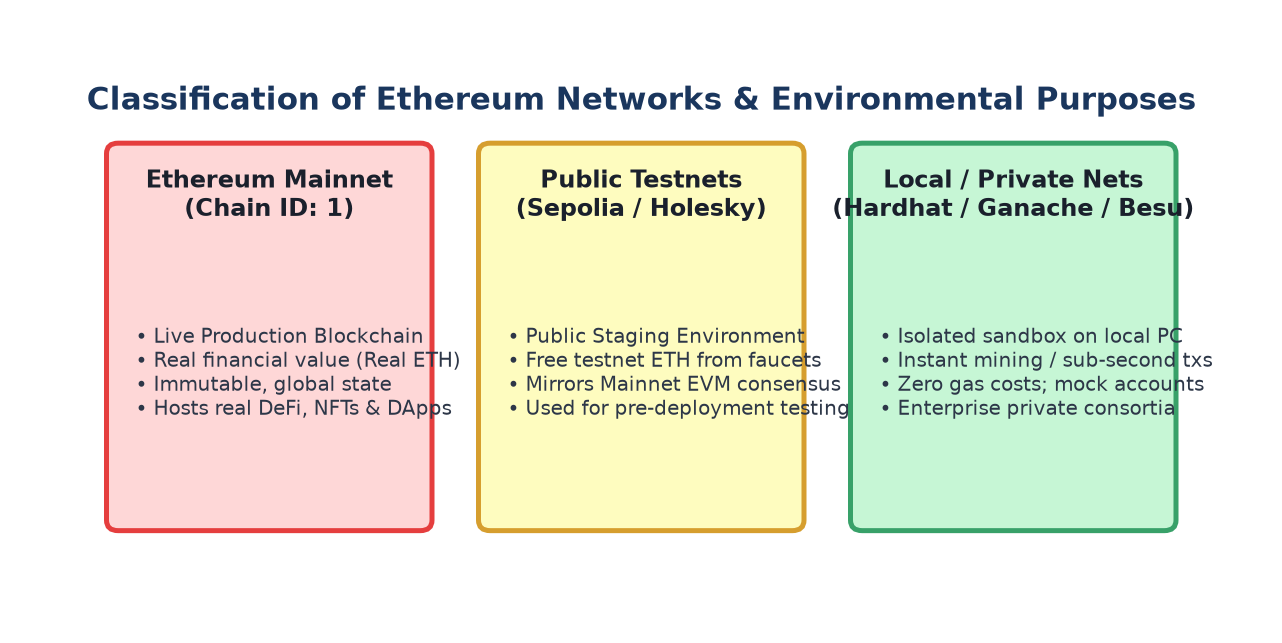 Classification of Ethereum Networks & Environmental Purposes
Ethereum Mainnet
(Chain ID: 1)
• Live Production Blockchain
• Real financial value (Real ETH)
• Immutable, global state
• Hosts real DeFi, NFTs & DApps
Public Testnets
(Sepolia / Holesky)
• Public Staging Environment
• Free testnet ETH from faucets
• Mirrors Mainnet EVM consensus
• Used for pre-deployment testing
Local / Private Nets
(Hardhat / Ganache / Besu)
• Isolated sandbox on local PC
• Instant mining / sub-second txs
• Zero gas costs; mock accounts
• Enterprise private consortia